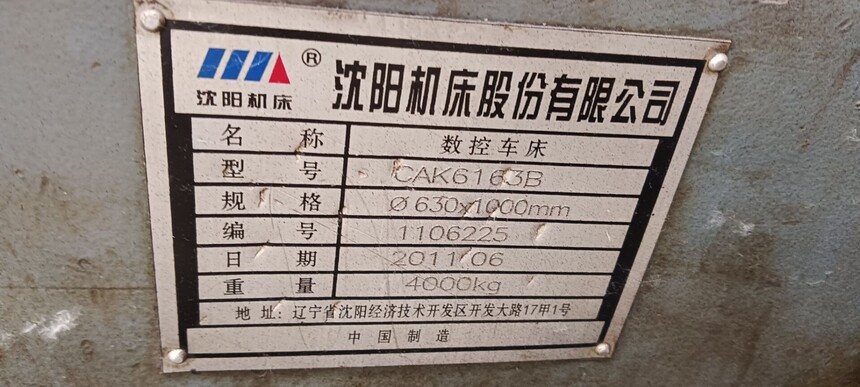 沈阳机床® 沈阳机床股份有限公司
名称 数控车床
型号 CAK6163B
规格 Ø630x1000mm
编号 1106225
日期 2011/06
重量 4000kg
地址:辽宁省沈阳经济技术开发区开发大路17甲1号
中国制造